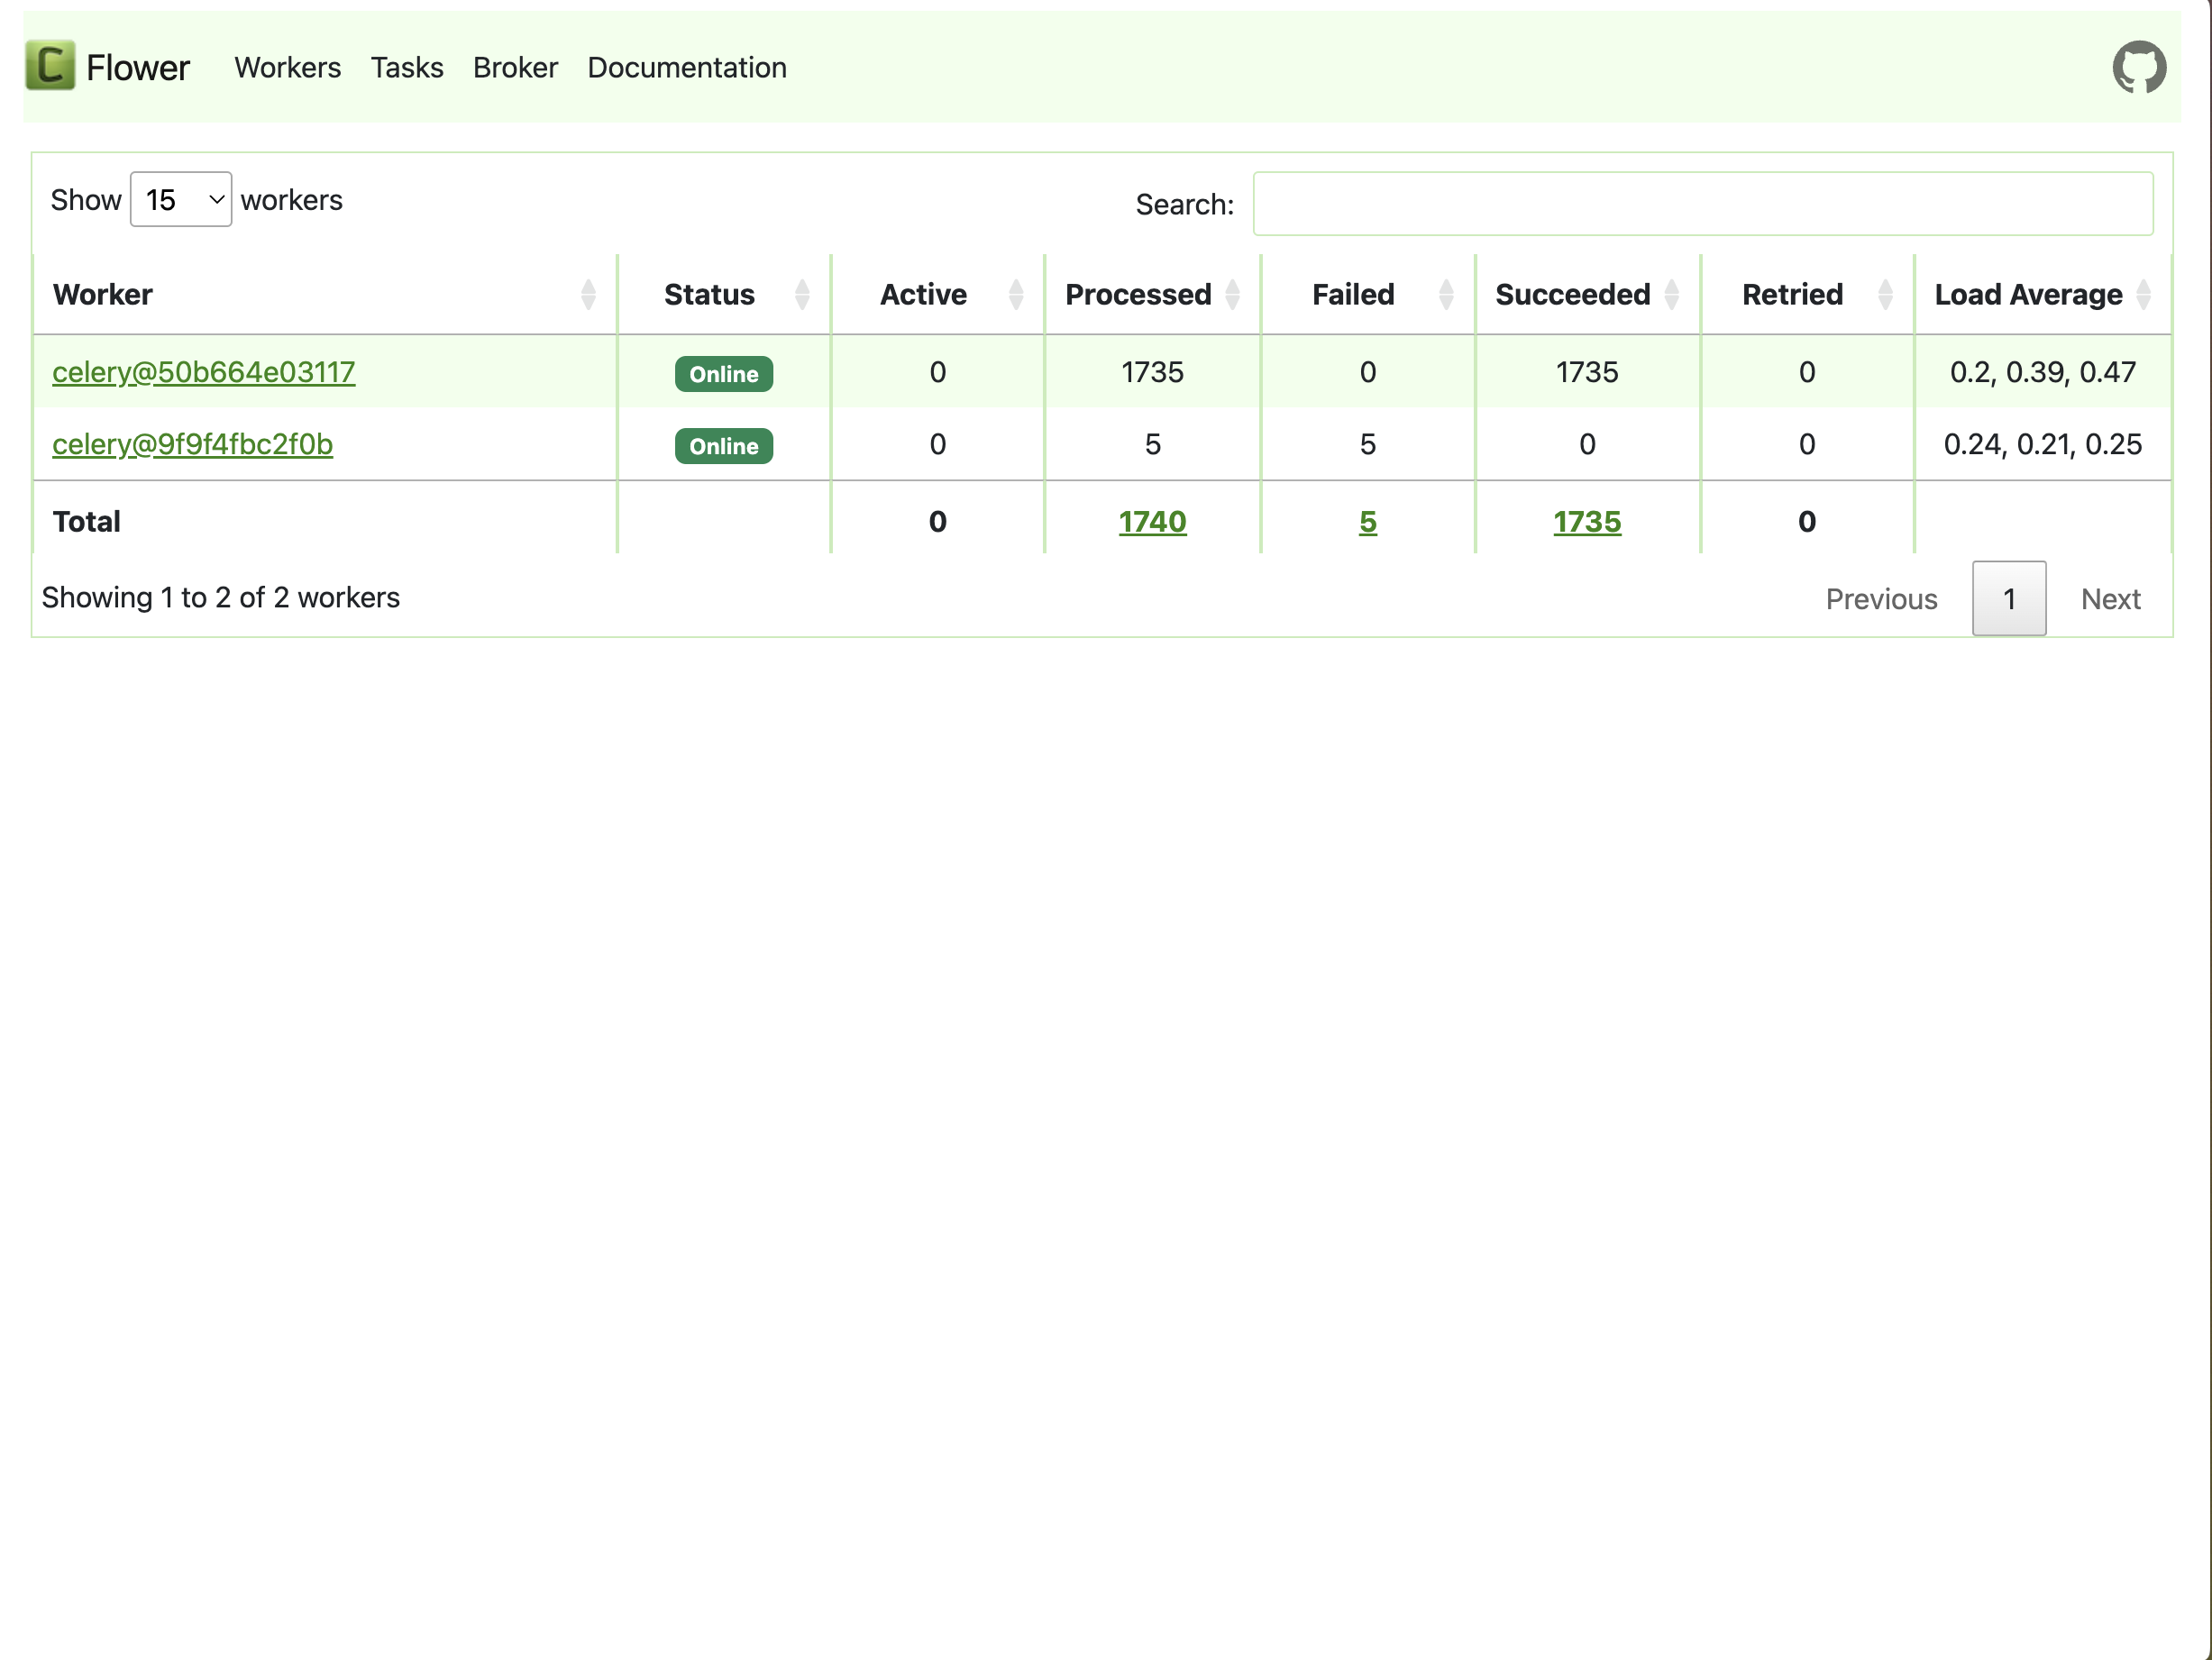 C Flower Workers Tasks Broker Documentation
Show 15 workers Search:
Worker Status Active Processed Failed Succeeded Retried Load Average
celery@50b664e03117 Online 0 1735 0 1735 0 0.2, 0.39, 0.47
celery@9f9f4fbc2f0b Online 0 5 5 0 0 0.24, 0.21, 0.25
Total 0 1740 5 1735 0
Showing 1 to 2 of 2 workers Previous 1 Next